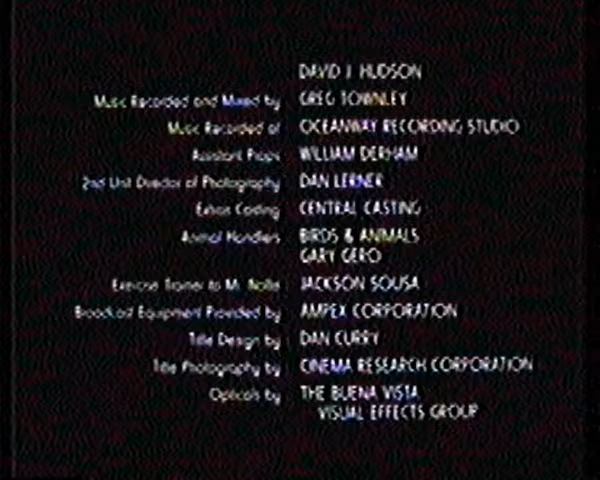 DAVID J. HUDSON
Music Recorded and Mixed by GREG TOWNLEY
Music Recorded at OCEANWAY RECORDING STUDIO
Assistant Props WILLIAM DERHAM
2nd Unit Director of Photography DAN LERNER
Extras Casting CENTRAL CASTING
Animal Handlers BIRDS & ANIMALS
GARY GERO
Exercise Trainer to Mr. Nolte JACKSON SOUSA
Broadcast Equipment Provided by AMPEX CORPORATION
Title Design by DAN CURRY
Title Photography by CINEMA RESEARCH CORPORATION
Opticals by THE BUENA VISTA
VISUAL EFFECTS GROUP